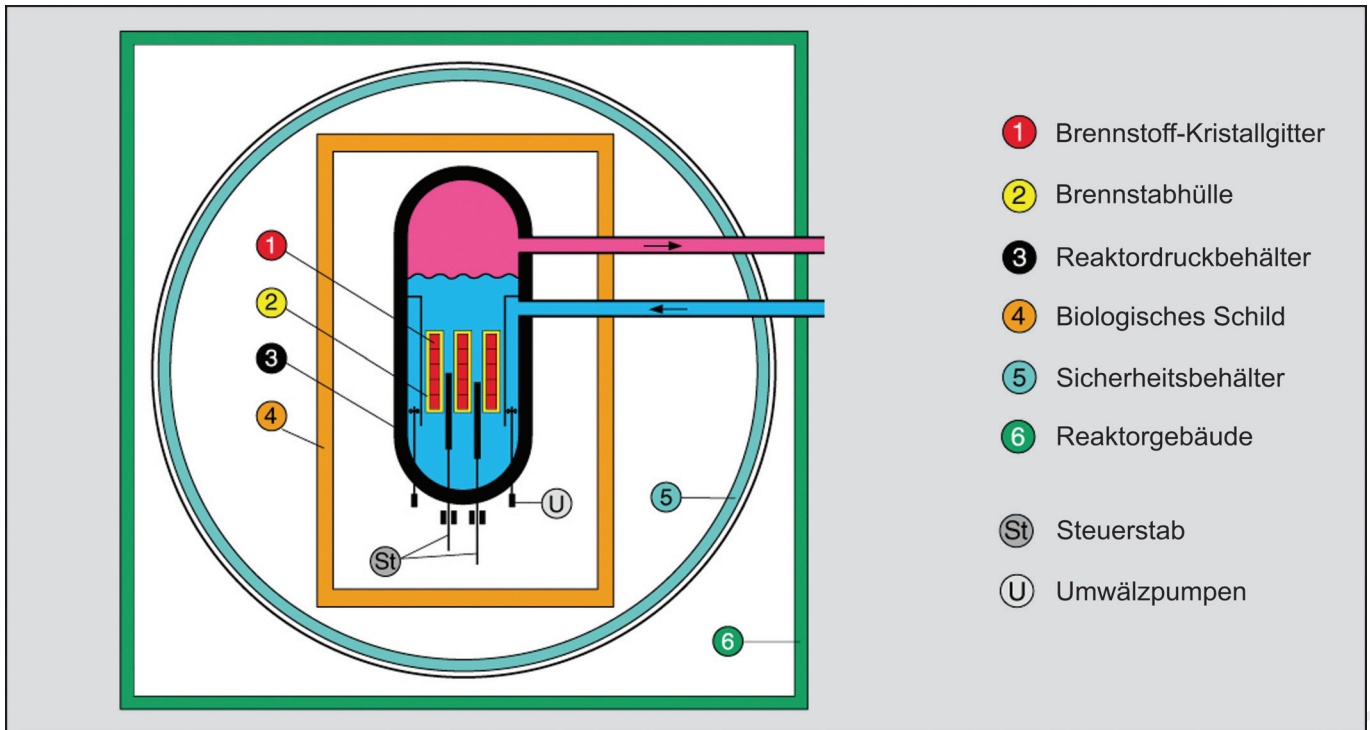 1 Brennstoff-Kristallgitter
2 Brennstabhülle
3 Reaktordruckbehälter
4 Biologisches Schild
5 Sicherheitsbehälter
6 Reaktorgebäude
St Steuerstab
U Umwälzpumpen
1
2
3
4
5
U
St
6